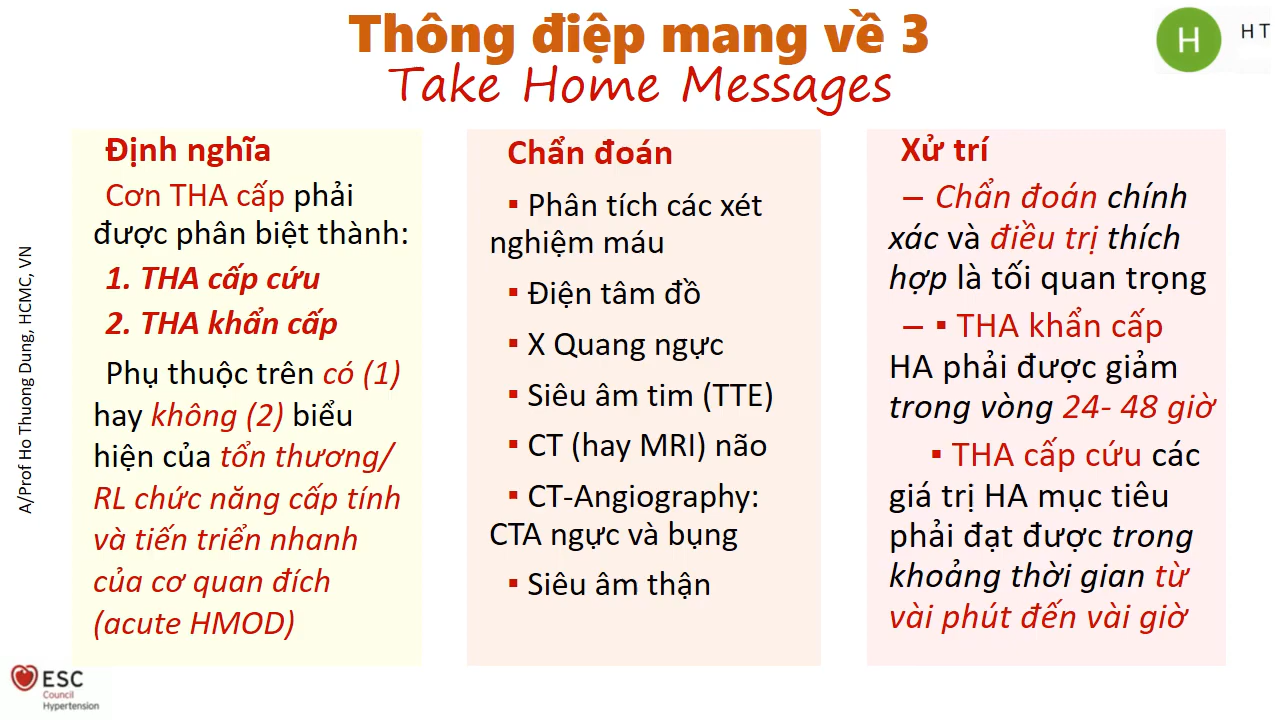 Thông điệp mang về 3
Take Home Messages
H
H T
A/Prof Ho Thuong Dung, HCMC, VN
Định nghĩa
Cơn THA cấp phải
được phân biệt thành:
1. THA cấp cứu
2. THA khẩn cấp
Phụ thuộc trên có (1)
hay không (2) biểu
hiện của tổn thương/
RL chức năng cấp tính
và tiến triển nhanh
của cơ quan đích
(acute HMOD)
Chẩn đoán
▪ Phân tích các xét
nghiệm máu
▪ Điện tâm đồ
▪ X Quang ngực
▪ Siêu âm tim (TTE)
▪ CT (hay MRI) não
▪ CT-Angiography:
CTA ngực và bụng
▪ Siêu âm thận
Xử trí
– Chẩn đoán chính
xác và điều trị thích
hợp là tối quan trọng
– ▪ THA khẩn cấp
HA phải được giảm
trong vòng 24- 48 giờ
▪ THA cấp cứu các
giá trị HA mục tiêu
phải đạt được trong
khoảng thời gian từ
vài phút đến vài giờ
ESC
Council
Hypertension